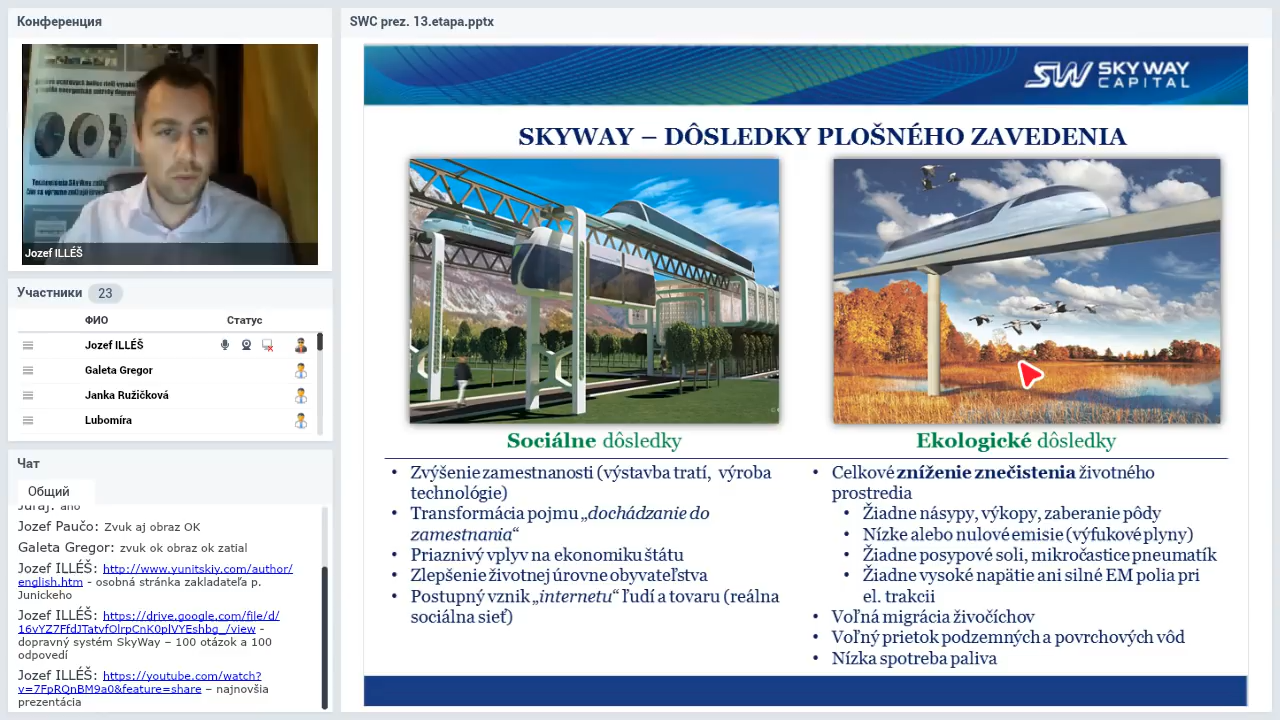 Конференция
Jozef ILLÉŠ
Участники 23
ФИО Статус
Jozef ILLÉŠ
Galeta Gregor
Janka Ružičková
Lubomíra
Чат
Общий
Juraj: ano
Jozef Paučo: Zvuk aj obraz OK
Galeta Gregor: zvuk ok obraz ok zatial
Jozef ILLÉŠ: http://www.yunitskiy.com/author/
english.htm - osobná stránka zakladateľa p.
Junickeho
Jozef ILLÉŠ: https://drive.google.com/file/d/
16vYZ7FfdJTatvfOlrpCnK0plVYEshbg_/view -
dopravný systém SkyWay – 100 otázok a 100
odpovedí
Jozef ILLÉŠ: https://youtube.com/watch?
v=7FpRQnBM9a0&feature=share – najnovšia
prezentácia
SWC prez. 13.etapa.pptx
SW SKY WAY
CAPITAL
SKYWAY – DÔSLEDKY PLOŠNÉHO ZAVEDENIA
Sociálne dôsledky
• Zvýšenie zamestnanosti (výstavba tratí, výroba
technológie)
• Transformácia pojmu „dochádzanie do
zamestnania“
• Priaznivý vplyv na ekonomiku štátu
• Zlepšenie životnej úrovne obyvateľstva
• Postupný vznik „internetu“ ľudí a tovaru (reálna
sociálna sieť)
Ekologické dôsledky
• Celkové zníženie znečistenia životného
prostredia
• Žiadne násypy, výkopy, zaberanie pôdy
• Nízke alebo nulové emisie (výfukové plyny)
• Žiadne posypové soli, mikročastice pneumatík
• Žiadne vysoké napätie ani silné EM polia pri
el. trakcii
• Voľná migrácia živočíchov
• Voľný prietok podzemných a povrchových vôd
• Nízka spotreba paliva